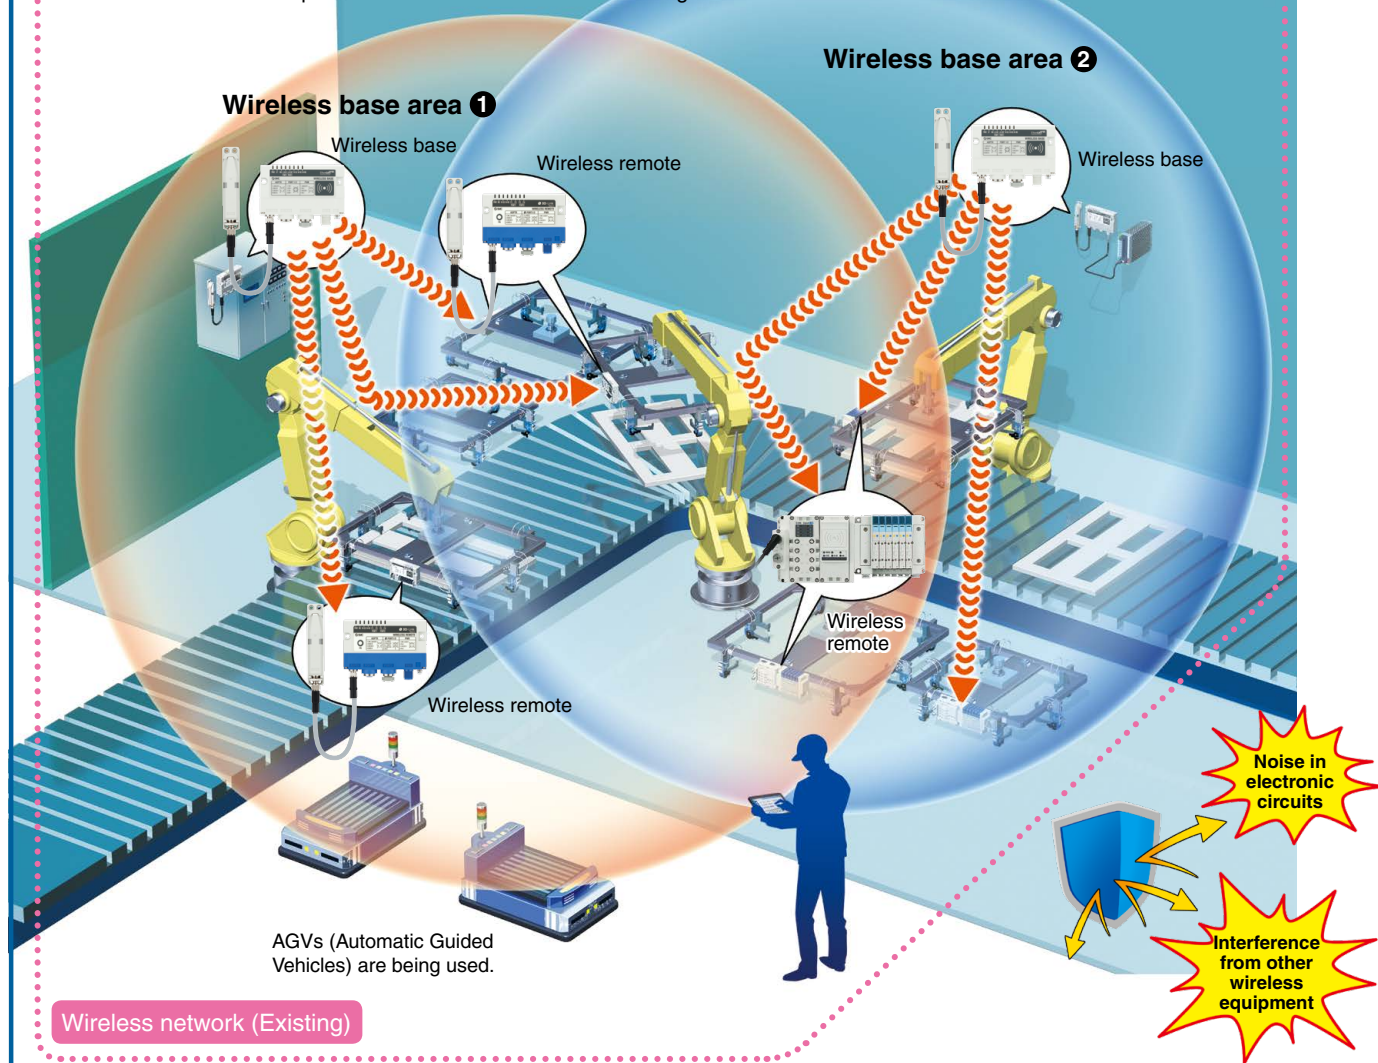 Wireless base area 2
Wireless base area 1
Wireless base
Wireless remote
Wireless base
Wireless
remote
Wireless remote
Noise in
electronic
circuits
Interference
from other
wireless
equipment
AGVs (Automatic Guided
Vehicles) are being used.
Wireless network (Existing)